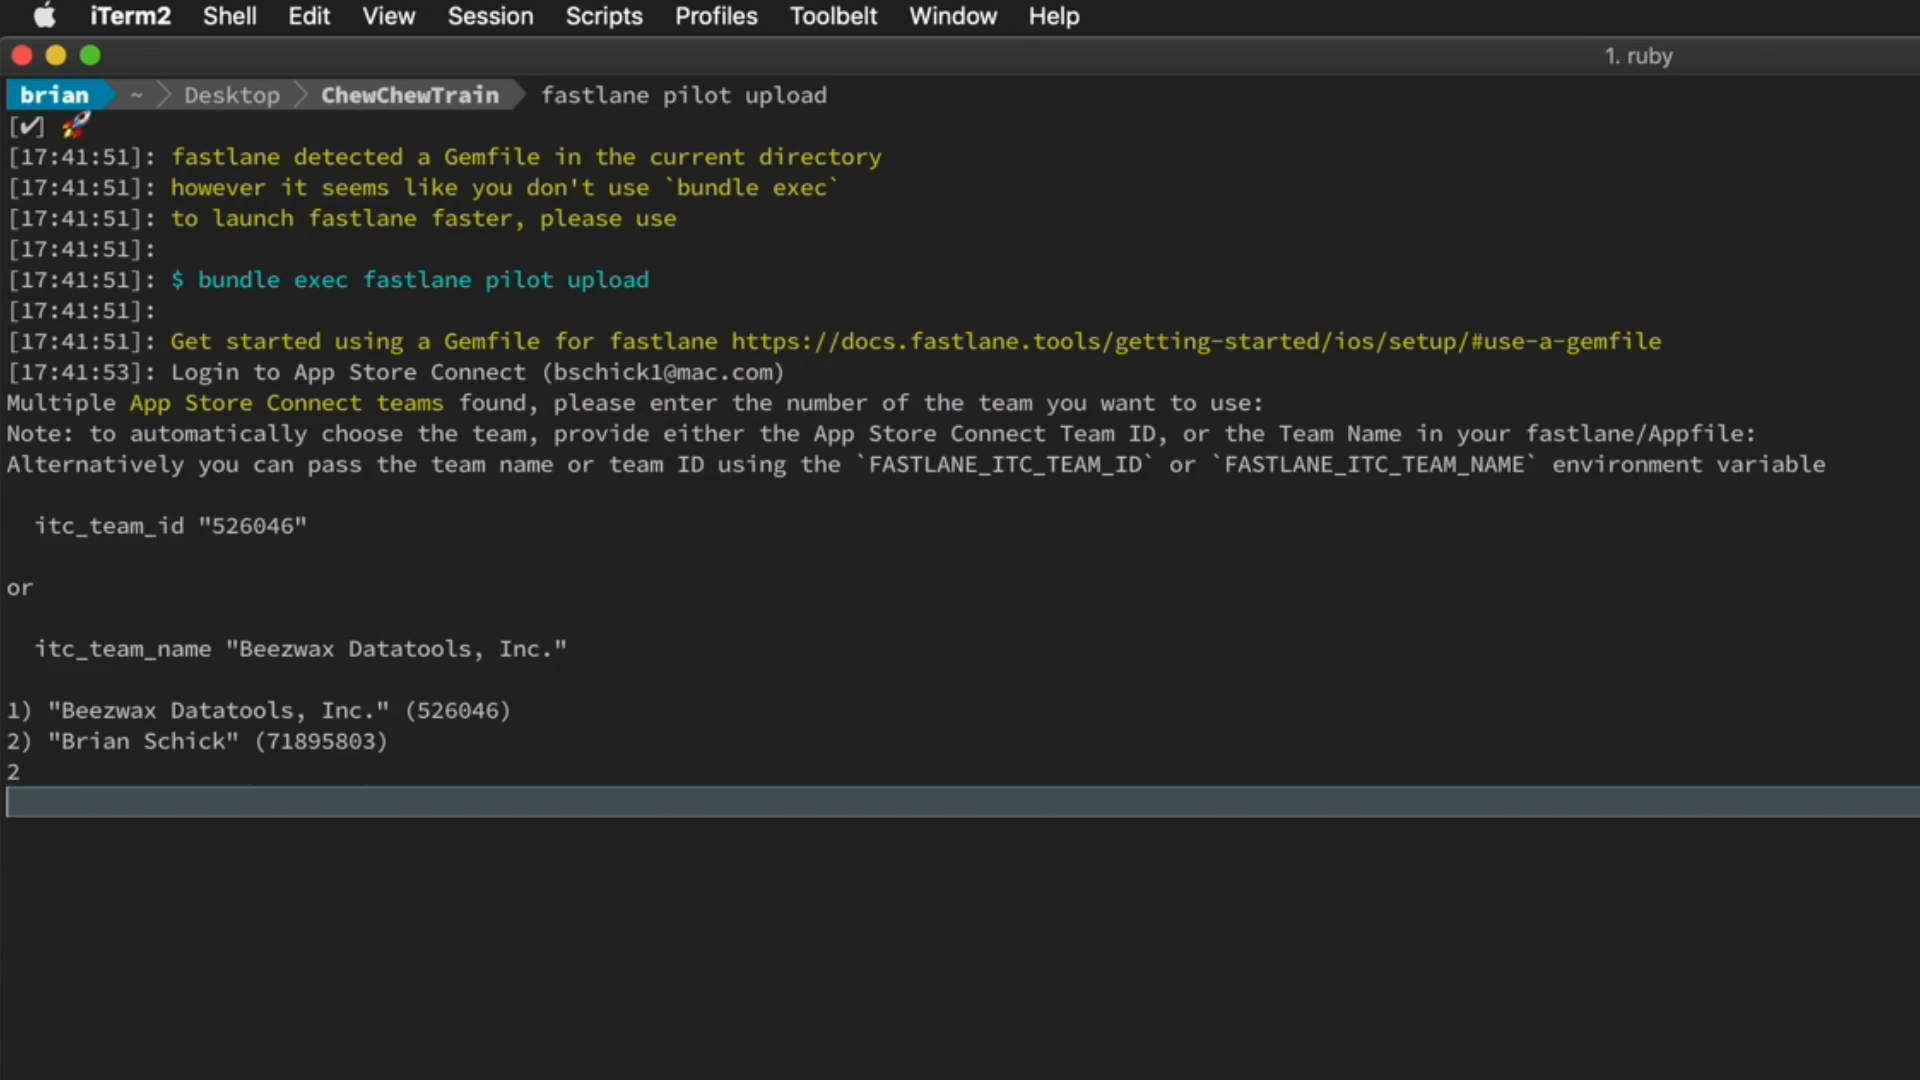 iTerm2 Shell Edit View Session Scripts Profiles Toolbelt Window Help
1. ruby
brian ~ Desktop ChewChewTrain fastlane pilot upload
[✔] 🚀
[17:41:51]: fastlane detected a Gemfile in the current directory
[17:41:51]: however it seems like you don't use `bundle exec`
[17:41:51]: to launch fastlane faster, please use
[17:41:51]:
[17:41:51]: $ bundle exec fastlane pilot upload
[17:41:51]:
[17:41:51]: Get started using a Gemfile for fastlane https://docs.fastlane.tools/getting-started/ios/setup/#use-a-gemfile
[17:41:53]: Login to App Store Connect (bschick1@mac.com)
Multiple App Store Connect teams found, please enter the number of the team you want to use:
Note: to automatically choose the team, provide either the App Store Connect Team ID, or the Team Name in your fastlane/Appfile:
Alternatively you can pass the team name or team ID using the `FASTLANE_ITC_TEAM_ID` or `FASTLANE_ITC_TEAM_NAME` environment variable
itc_team_id "526046"
or
itc_team_name "Beezwax Datatools, Inc."
1) "Beezwax Datatools, Inc." (526046)
2) "Brian Schick" (71895803)
2